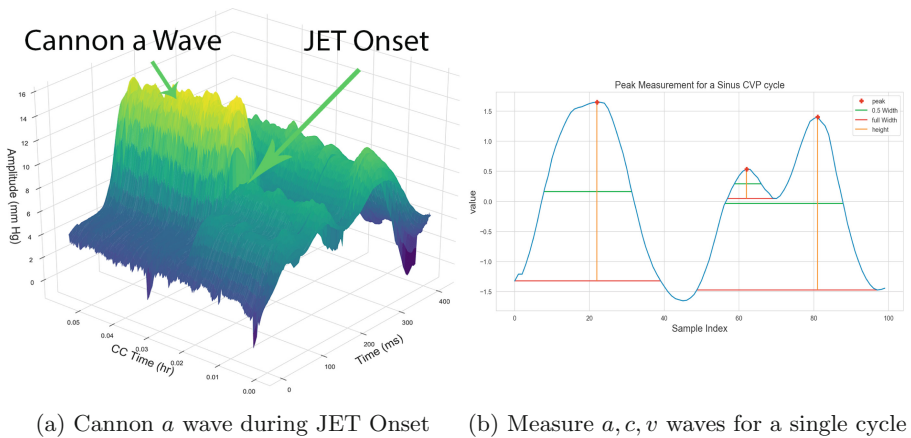 Cannon a Wave
JET Onset
16
14
12
10
8
6
4
2
0
Amplitude (mm Hg)
0.05
0.04
0.03
0.02
0.01
0.00
CC Time (hr)
0
100
200
300
400
Time (ms)
(a) Cannon a wave during JET Onset
Peak Measurement for a Sinus CVP cycle
peak
0.5 Width
full Width
height
1.5
1.0
0.5
0.0
−0.5
−1.0
−1.5
value
0
20
40
60
80
100
Sample Index
(b) Measure a, c, v waves for a single cycle